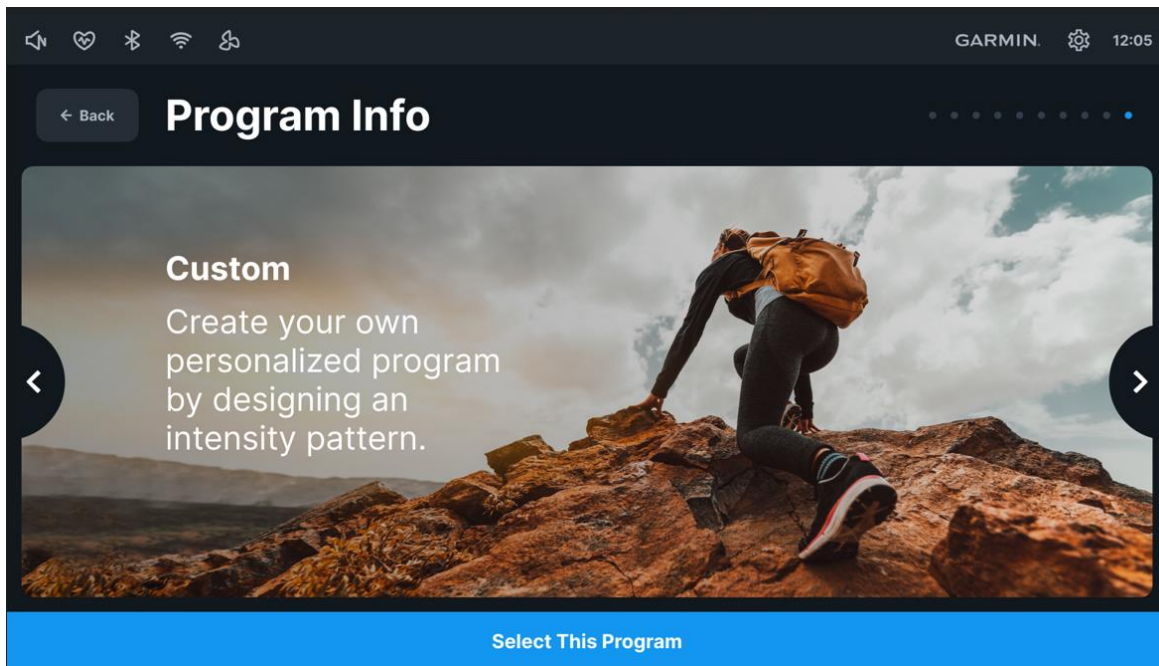 GARMIN.
12:05
← Back
Program Info
Custom
Create your own
personalized program
by designing an
intensity pattern.
Select This Program